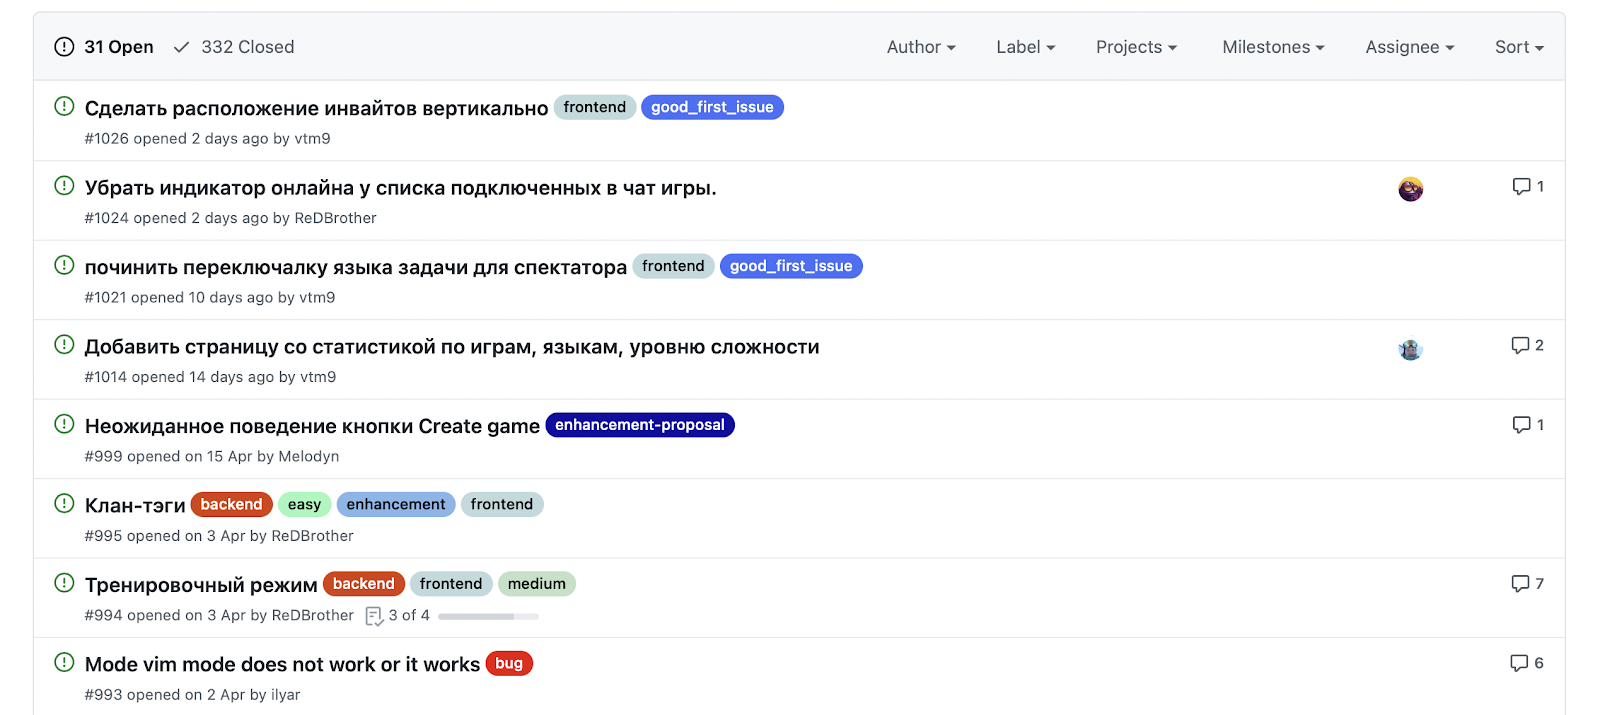 31 Open 332 Closed Author Label Projects Milestones Assignee Sort
Сделать расположение инвайтов вертикально frontend good_first_issue
#1026 opened 2 days ago by vtm9
Убрать индикатор онлайна у списка подключенных в чат игры. 1
#1024 opened 2 days ago by ReDBrother
починить переключалку языка задачи для спектатора frontend good_first_issue
#1021 opened 10 days ago by vtm9
Добавить страницу со статистикой по играм, языкам, уровню сложности 2
#1014 opened 14 days ago by vtm9
Неожиданное поведение кнопки Create game enhancement-proposal 1
#999 opened on 15 Apr by Melodyn
Клан-тэги backend easy enhancement frontend
#995 opened on 3 Apr by ReDBrother
Тренировочный режим backend frontend medium 7
#994 opened on 3 Apr by ReDBrother 3 of 4
Mode vim mode does not work or it works bug 6
#993 opened on 2 Apr by ilyar